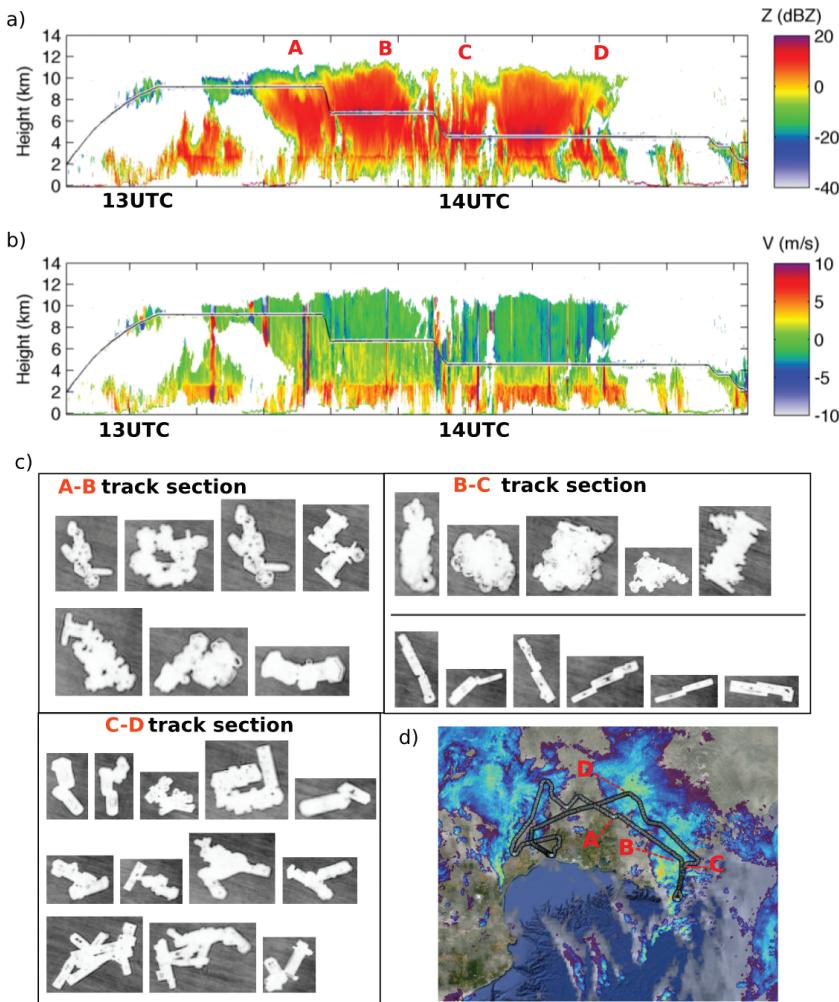 a)
Z (dBZ)
A B C D
Height (km)
14
12
10
8
6
4
2
0
13UTC 14UTC
20
0
-20
-40
b)
V (m/s)
Height (km)
14
12
10
8
6
4
2
0
13UTC 14UTC
10
5
0
-5
-10
c)
A-B track section
B-C track section
C-D track section
d)
D
A
B
C